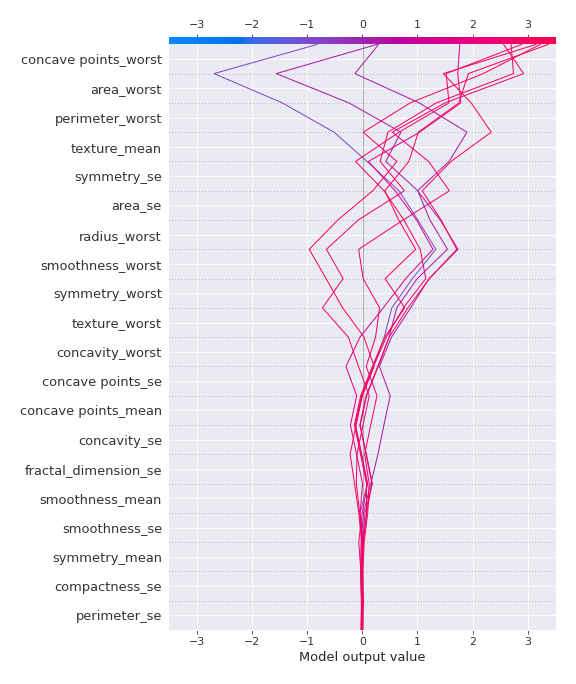 −3 −2 −1 0 1 2 3
concave points_worst
area_worst
perimeter_worst
texture_mean
symmetry_se
area_se
radius_worst
smoothness_worst
symmetry_worst
texture_worst
concavity_worst
concave points_se
concave points_mean
concavity_se
fractal_dimension_se
smoothness_mean
smoothness_se
symmetry_mean
compactness_se
perimeter_se
−3 −2 −1 0 1 2 3
Model output value